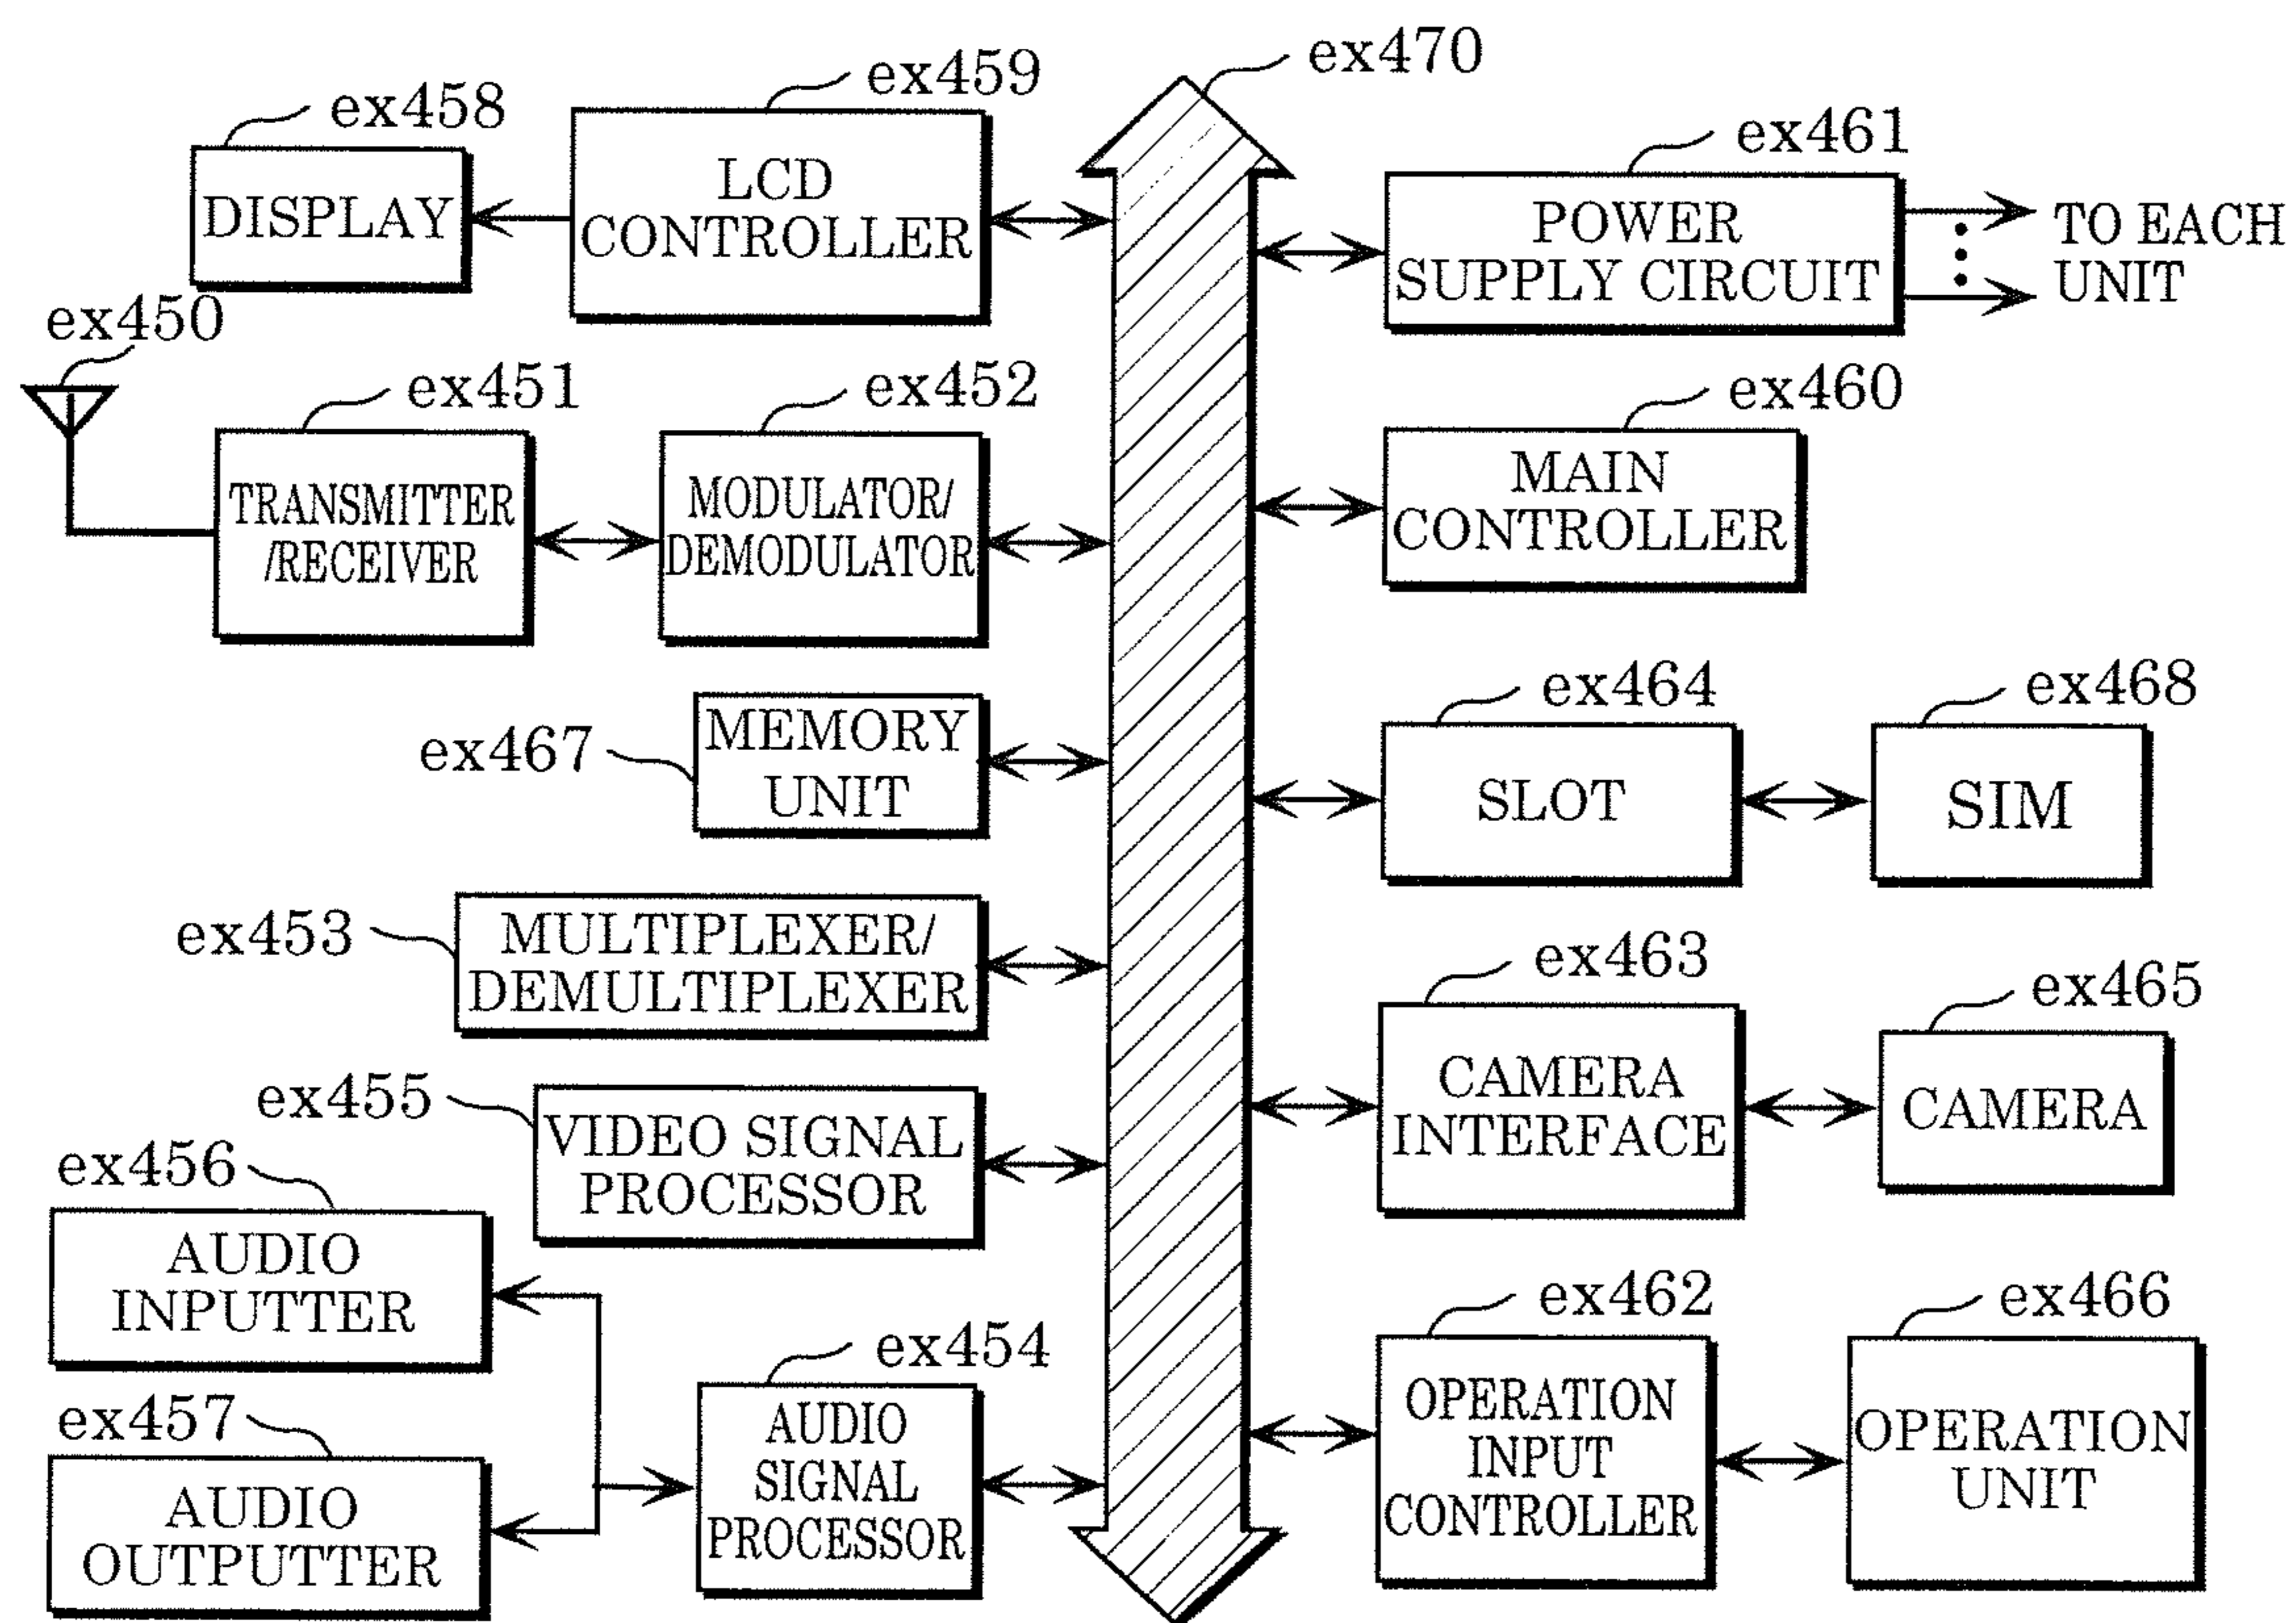 ex470
ex459
ex458
ex461
LCD
CONTROLLER
DISPLAY
POWER
SUPPLY CIRCUIT
TO EACH
UNIT
ex450
ex451
ex452
ex460
TRANSMITTER
/RECEIVER
MODULATOR/
DEMODULATOR
MAIN
CONTROLLER
ex464
ex468
ex467
MEMORY
UNIT
SLOT
SIM
ex453
MULTIPLEXER/
DEMULTIPLEXER
ex463
ex465
CAMERA
INTERFACE
CAMERA
ex455
VIDEO SIGNAL
PROCESSOR
ex456
AUDIO
INPUTTER
ex462
ex466
ex454
ex457
AUDIO
OUTPUTTER
AUDIO
SIGNAL
PROCESSOR
OPERATION
INPUT
CONTROLLER
OPERATION
UNIT